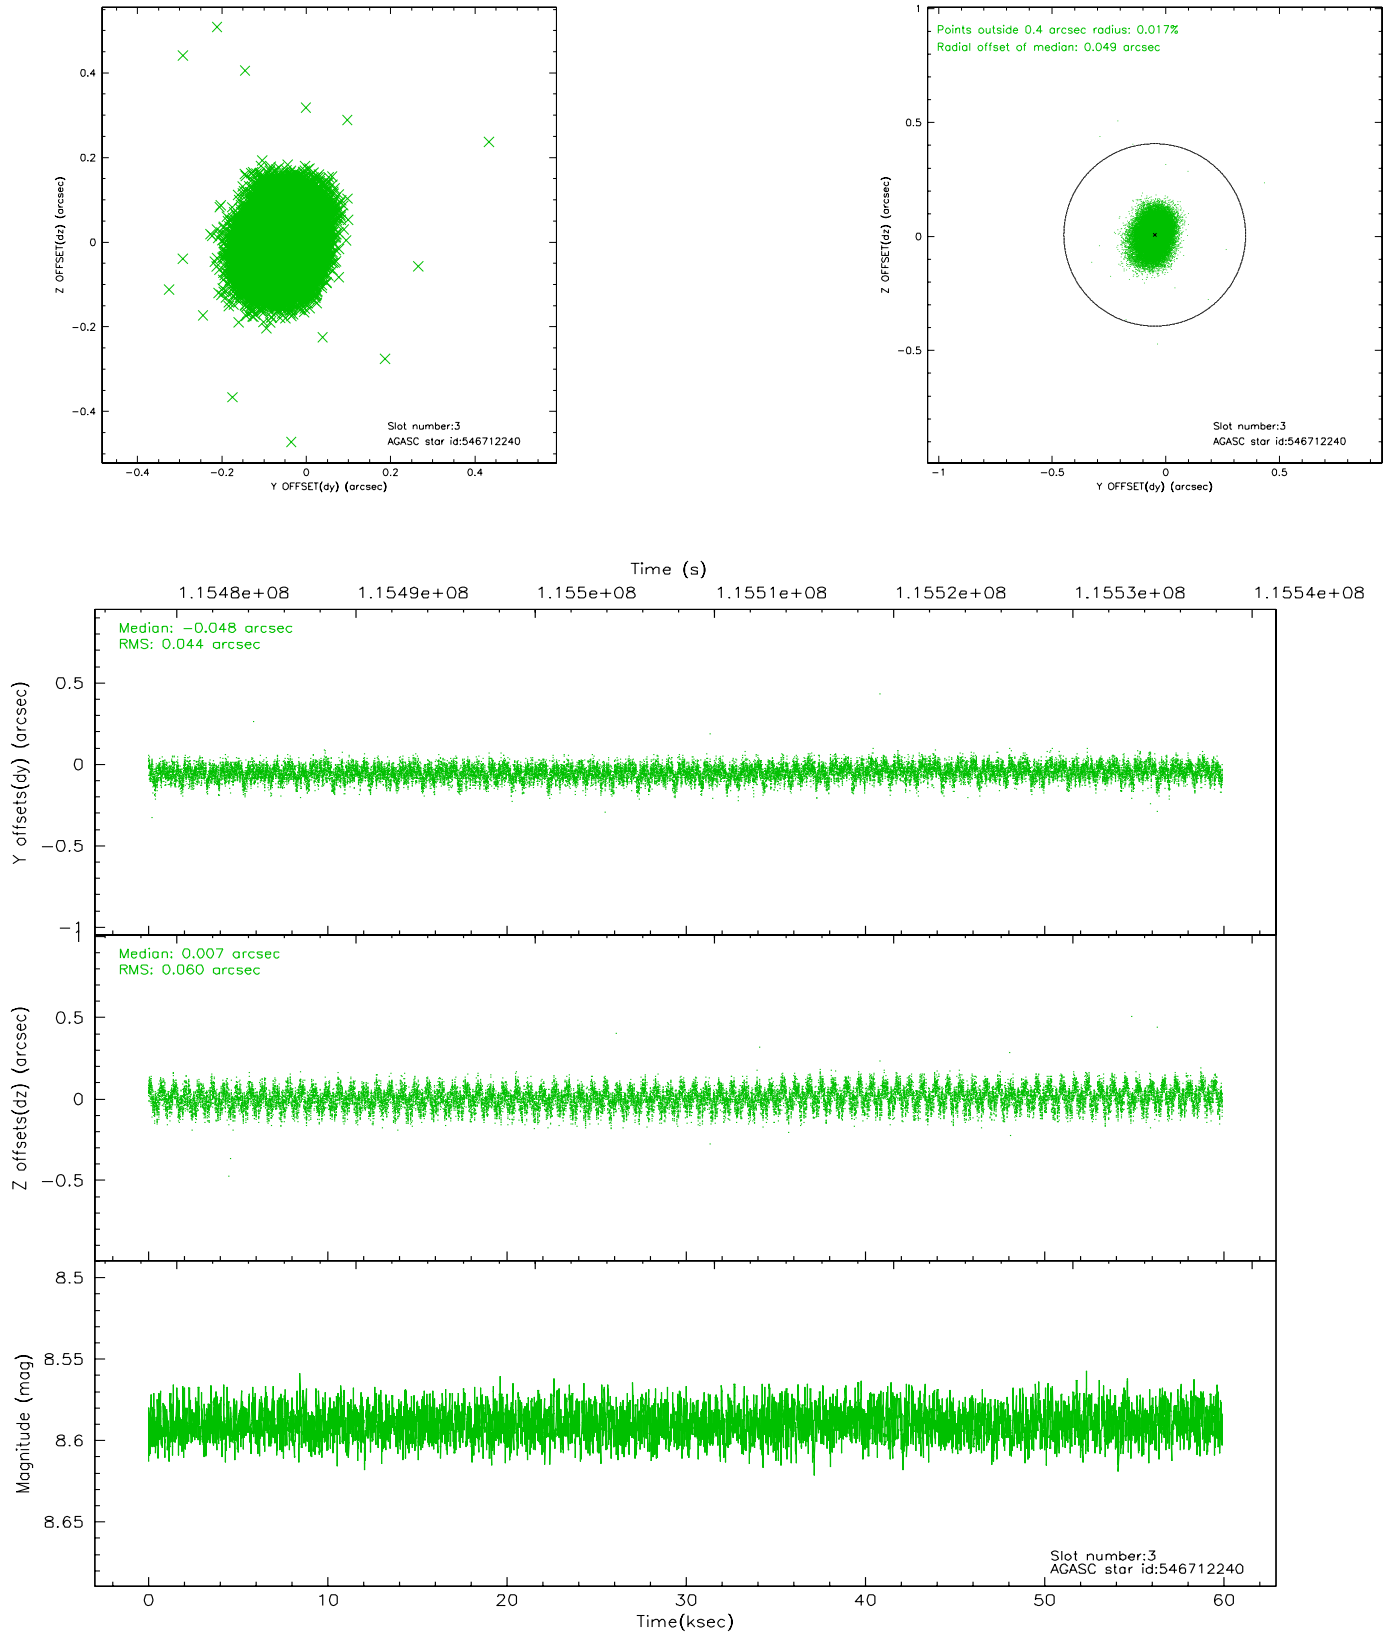 0.4
0.2
0
-0.2
-0.4
-0.4
-0.2
0
0.2
0.4
Z OFFSET(dz) (arcsec)
Y OFFSET(dy) (arcsec)
Slot number:3
AGASC star id:546712240
Points outside 0.4 arcsec radius: 0.017%
Radial offset of median: 0.049 arcsec
1
0.5
0
-0.5
-1
-0.5
0
0.5
Z OFFSET(dz) (arcsec)
Y OFFSET(dy) (arcsec)
Slot number:3
AGASC star id:546712240
Time (s)
1.1548e+08
1.1549e+08
1.155e+08
1.1551e+08
1.1552e+08
1.1553e+08
1.1554e+08
Median: -0.048 arcsec
RMS: 0.044 arcsec
0.5
0
-0.5
-1
Y offsets(dy) (arcsec)
Median: 0.007 arcsec
RMS: 0.060 arcsec
1
0.5
0
-0.5
Z offsets(dz) (arcsec)
8.5
8.55
8.6
8.65
Magnitude (mag)
Slot number:3
AGASC star id:546712240
0
10
20
30
40
50
60
Time(ksec)